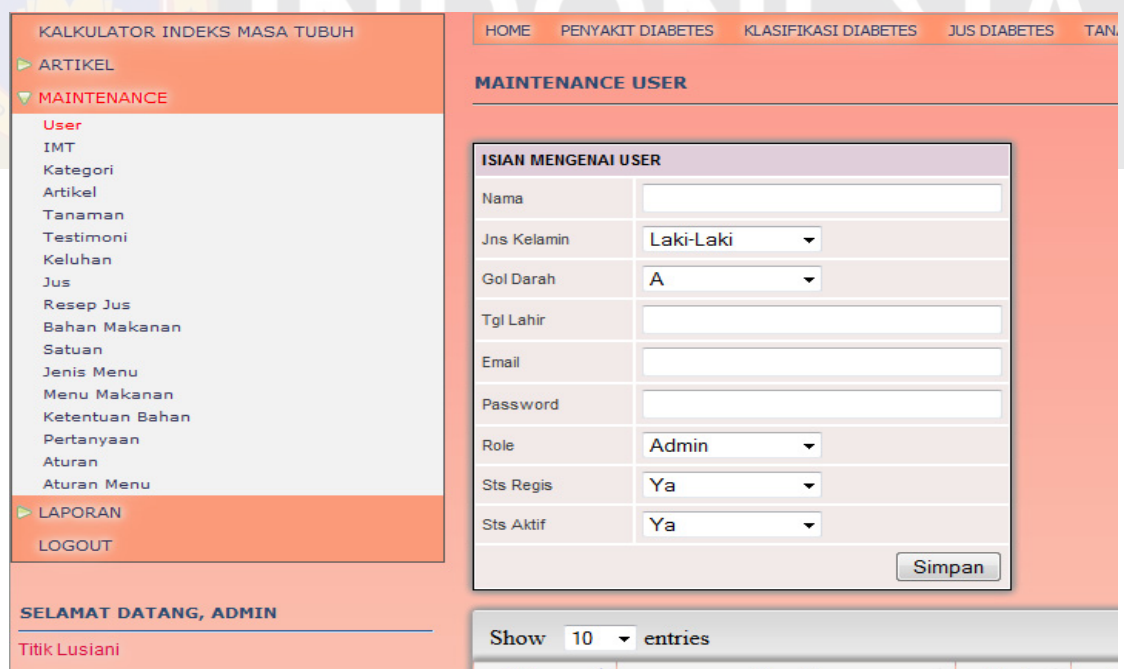 KALKULATOR INDEKS MASA TUBUH
ARTIKEL
MAINTENANCE
User
IMT
Kategori
Artikel
Tanaman
Testimoni
Keluhan
Jus
Resep Jus
Bahan Makanan
Satuan
Jenis Menu
Menu Makanan
Ketentuan Bahan
Pertanyaan
Aturan
Aturan Menu
LAPORAN
LOGOUT
SELAMAT DATANG, ADMIN
Titik Lusiani
HOME PENYAKIT DIABETES KLASIFIKASI DIABETES JUS DIABETES
MAINTENANCE USER
ISIAN MENGENAI USER
Nama
Jns Kelamin Laki-Laki
Gol Darah A
Tgl Lahir
Email
Password
Role Admin
Sts Regis Ya
Sts Aktif Ya
Simpan
Show 10 entries